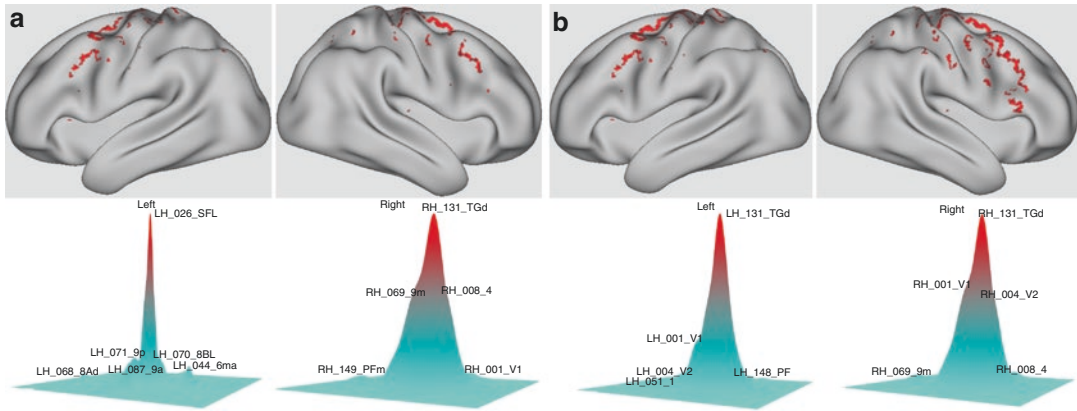 a
b
Left
LH_026_SFL
LH_071_9p
LH_070_8BL
LH_068_8Ad
LH_087_9a
LH_044_6ma
Right
RH_131_TGd
RH_069_9m
RH_008_4
RH_149_PFm
RH_001_V1
Left
LH_131_TGd
LH_001_V1
LH_004_V2
LH_051_1
LH_148_PF
Right
RH_131_TGd
RH_001_V1
RH_004_V2
RH_069_9m
RH_008_4